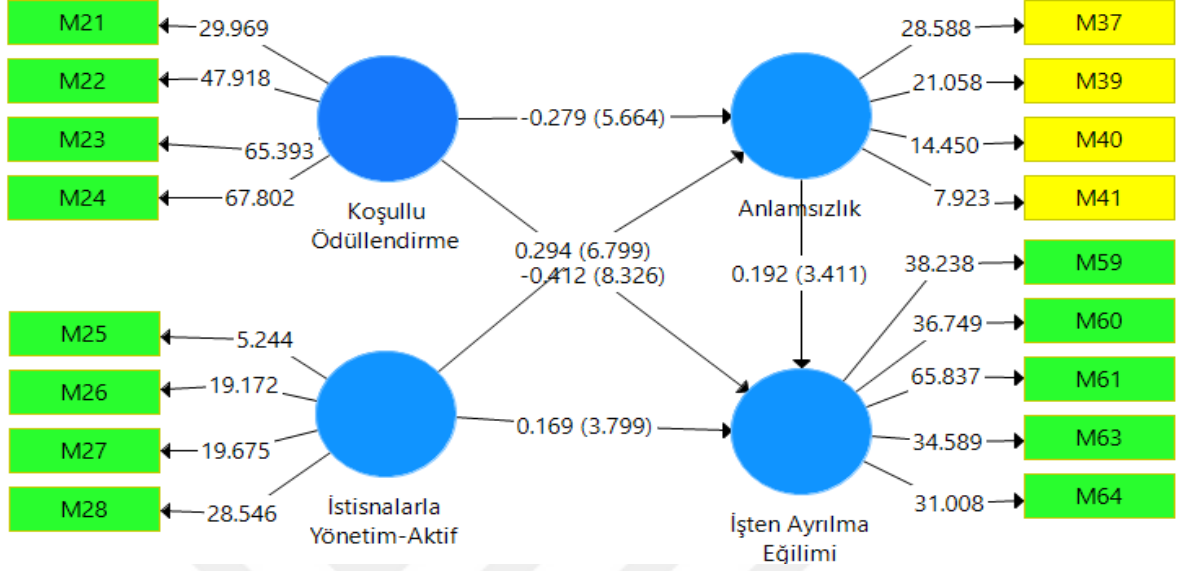 M21
M22
M23
M24
29.969
47.918
65.393
67.802
Koşullu
Ödüllendirme
-0.279 (5.664)
0.294 (6.799)
-0.412 (8.326)
Anlamsızlık
28.588
21.058
14.450
7.923
M37
M39
M40
M41
0.192 (3.411)
M25
M26
M27
M28
5.244
19.172
19.675
28.546
İstisnalarla
Yönetim-Aktif
0.169 (3.799)
İşten Ayrılma
Eğilimi
38.238
36.749
65.837
34.589
31.008
M59
M60
M61
M63
M64